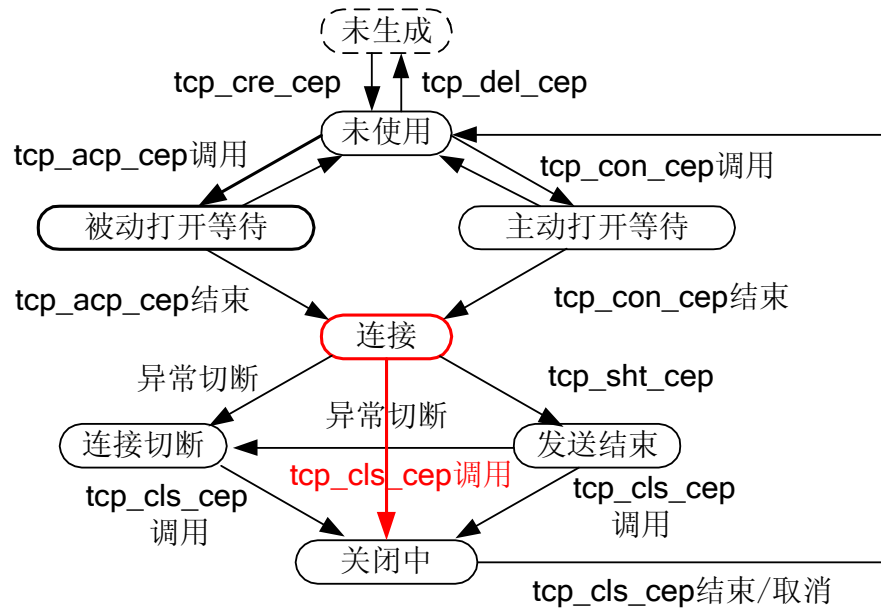 未生成
tcp_cre_cep
tcp_del_cep
未使用
tcp_acp_cep调用
tcp_con_cep调用
被动打开等待
主动打开等待
tcp_acp_cep结束
tcp_con_cep结束
连接
异常切断
tcp_sht_cep
异常切断
连接切断
发送结束
tcp_cls_cep调用
tcp_cls_cep
调用
tcp_cls_cep
调用
关闭中
tcp_cls_cep结束/取消